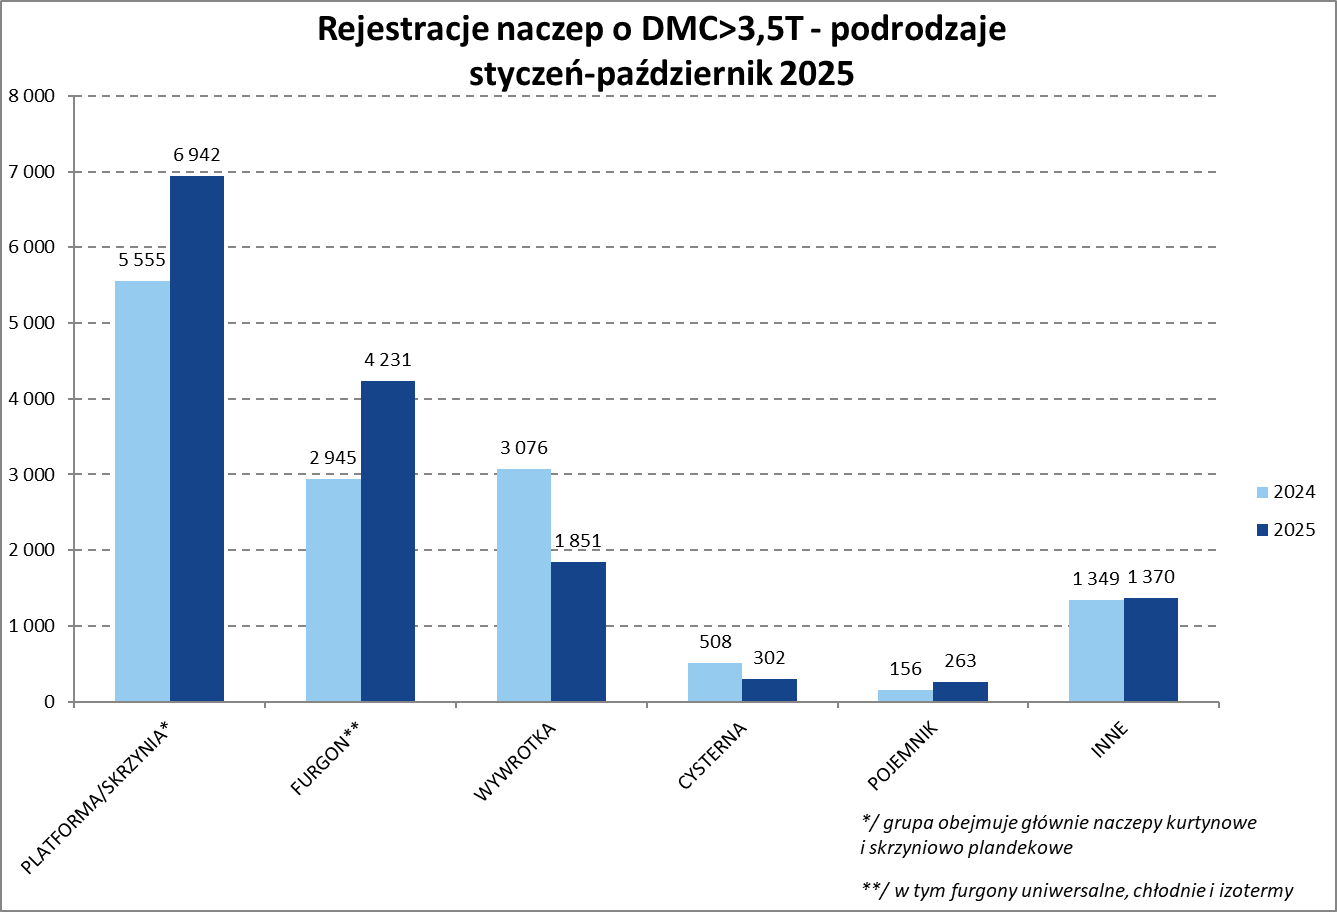 Rejestracje naczep o DMC>3,5T - podrodzaje
styczeń-październik 2025
8 000
7 000
6 000
5 000
4 000
3 000
2 000
1 000
0
5 555
6 942
2 945
4 231
3 076
1 851
508
302
156
263
1 349
1 370
2024
2025
PLATFORMA/SKRZYNIA*
FURGON**
WYWROTKA
CYSTERNA
POJEMNIK
INNE
*/ grupa obejmuje głównie naczepy kurtynowe
i skrzyniowo plandekowe
**/ w tym furgony uniwersalne, chłodnie i izotermy